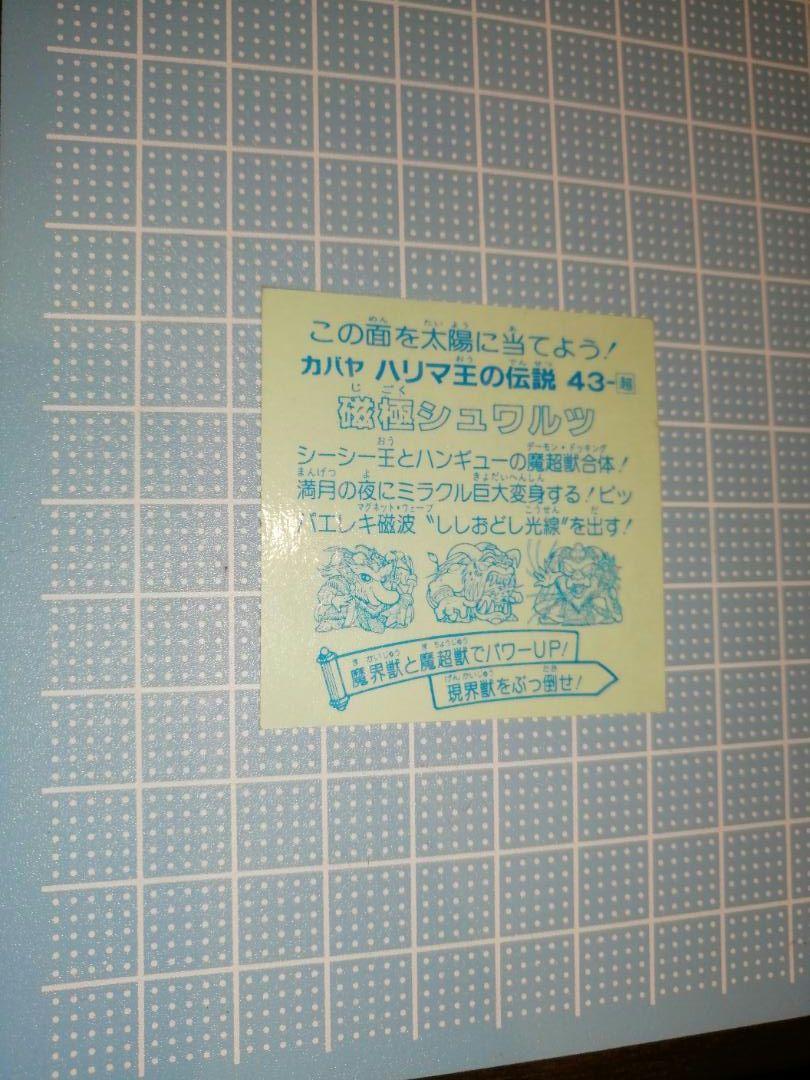 この面を太陽に当てよう!
カバヤ ハリマ王の伝説 43-超
磁極シュワルツ
シーシー王とハンギューの魔超獣合体!
満月の夜にミラクル巨大変身する!ビッ
バエレキ磁波“ししおどし光線”を出す!
魔界獣と魔超獣でパワーUP!
現界獣をぶっ倒せ!